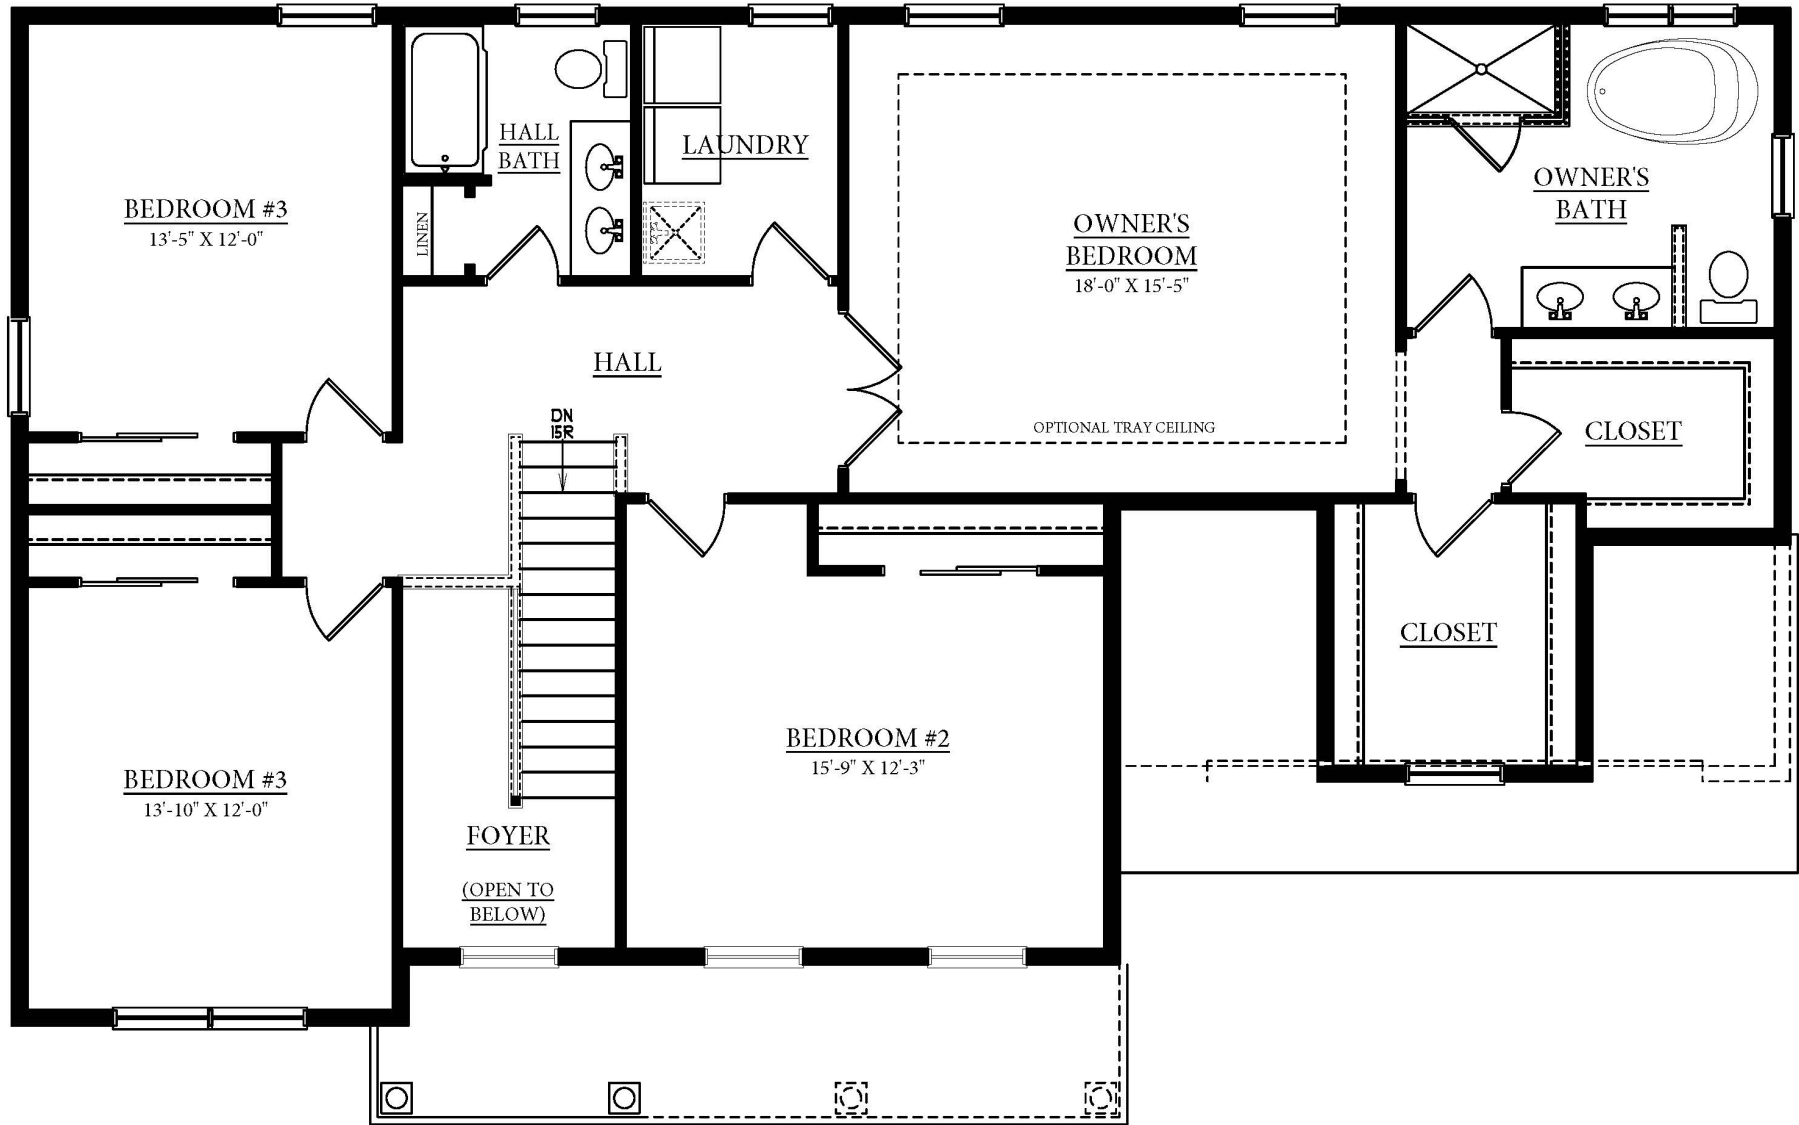 HALL
BATH
LAUNDRY
BEDROOM #3
13'-5" X 12'-0"
LINEN
OWNER'S
BEDROOM
18'-0" X 15'-5"
OWNER'S
BATH
HALL
DN
15R
OPTIONAL TRAY CEILING
CLOSET
CLOSET
BEDROOM #2
15'-9" X 12'-3"
BEDROOM #3
13'-10" X 12'-0"
FOYER
(OPEN TO
BELOW)